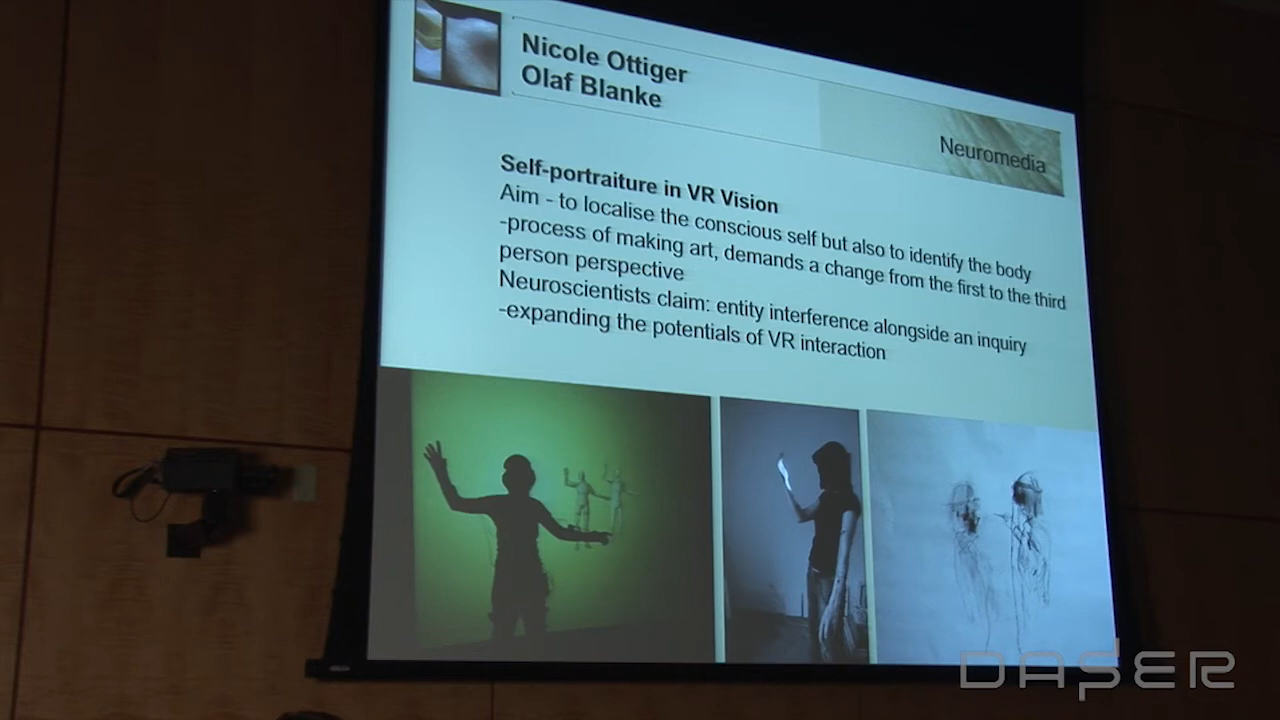 Nicole Ottiger
Olaf Blanke
Neuromedia
Self-portraiture in VR Vision
Aim - to localise the conscious self but also to identify the body
-process of making art, demands a change from the first to the third
person perspective
Neuroscientists claim: entity interference alongside an inquiry
-expanding the potentials of VR interaction
DASER